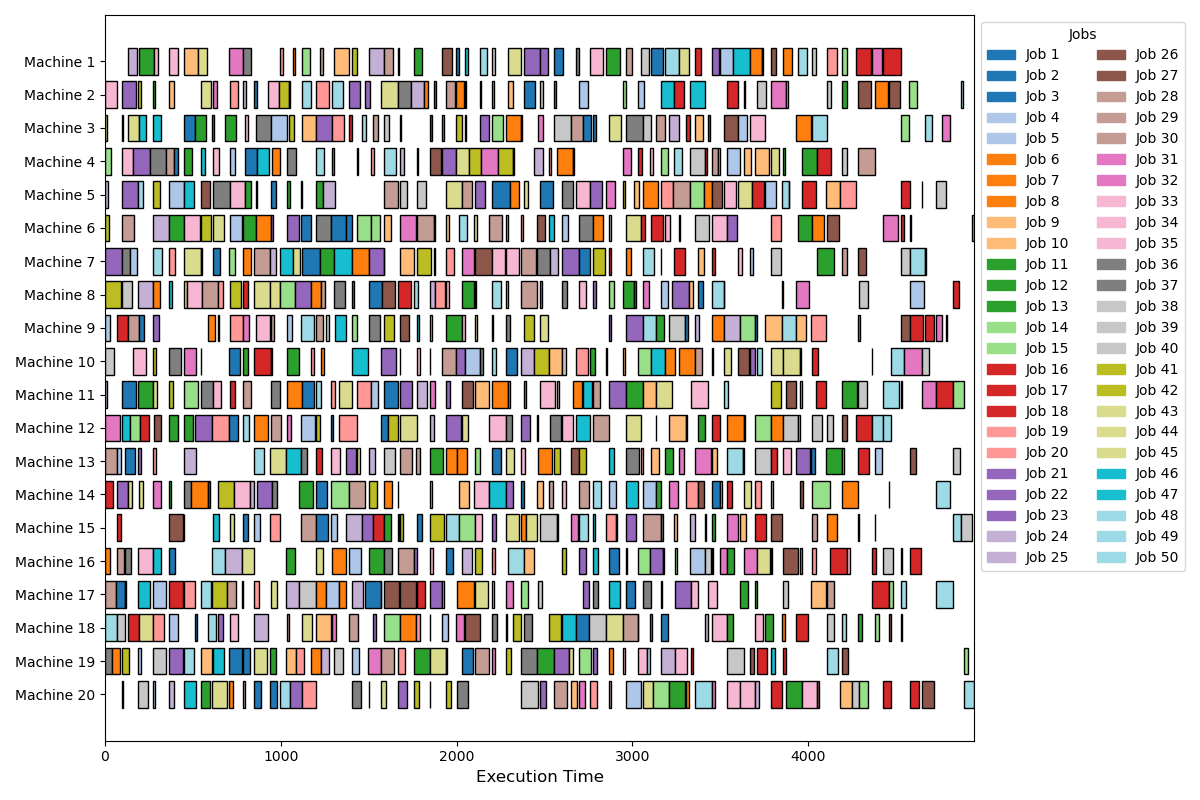 Machine 1
Machine 2
Machine 3
Machine 4
Machine 5
Machine 6
Machine 7
Machine 8
Machine 9
Machine 10
Machine 11
Machine 12
Machine 13
Machine 14
Machine 15
Machine 16
Machine 17
Machine 18
Machine 19
Machine 20
0 1000 2000 3000 4000
Execution Time
Jobs
Job 1 Job 26
Job 2 Job 27
Job 3 Job 28
Job 4 Job 29
Job 5 Job 30
Job 6 Job 31
Job 7 Job 32
Job 8 Job 33
Job 9 Job 34
Job 10 Job 35
Job 11 Job 36
Job 12 Job 37
Job 13 Job 38
Job 14 Job 39
Job 15 Job 40
Job 16 Job 41
Job 17 Job 42
Job 18 Job 43
Job 19 Job 44
Job 20 Job 45
Job 21 Job 46
Job 22 Job 47
Job 23 Job 48
Job 24 Job 49
Job 25 Job 50